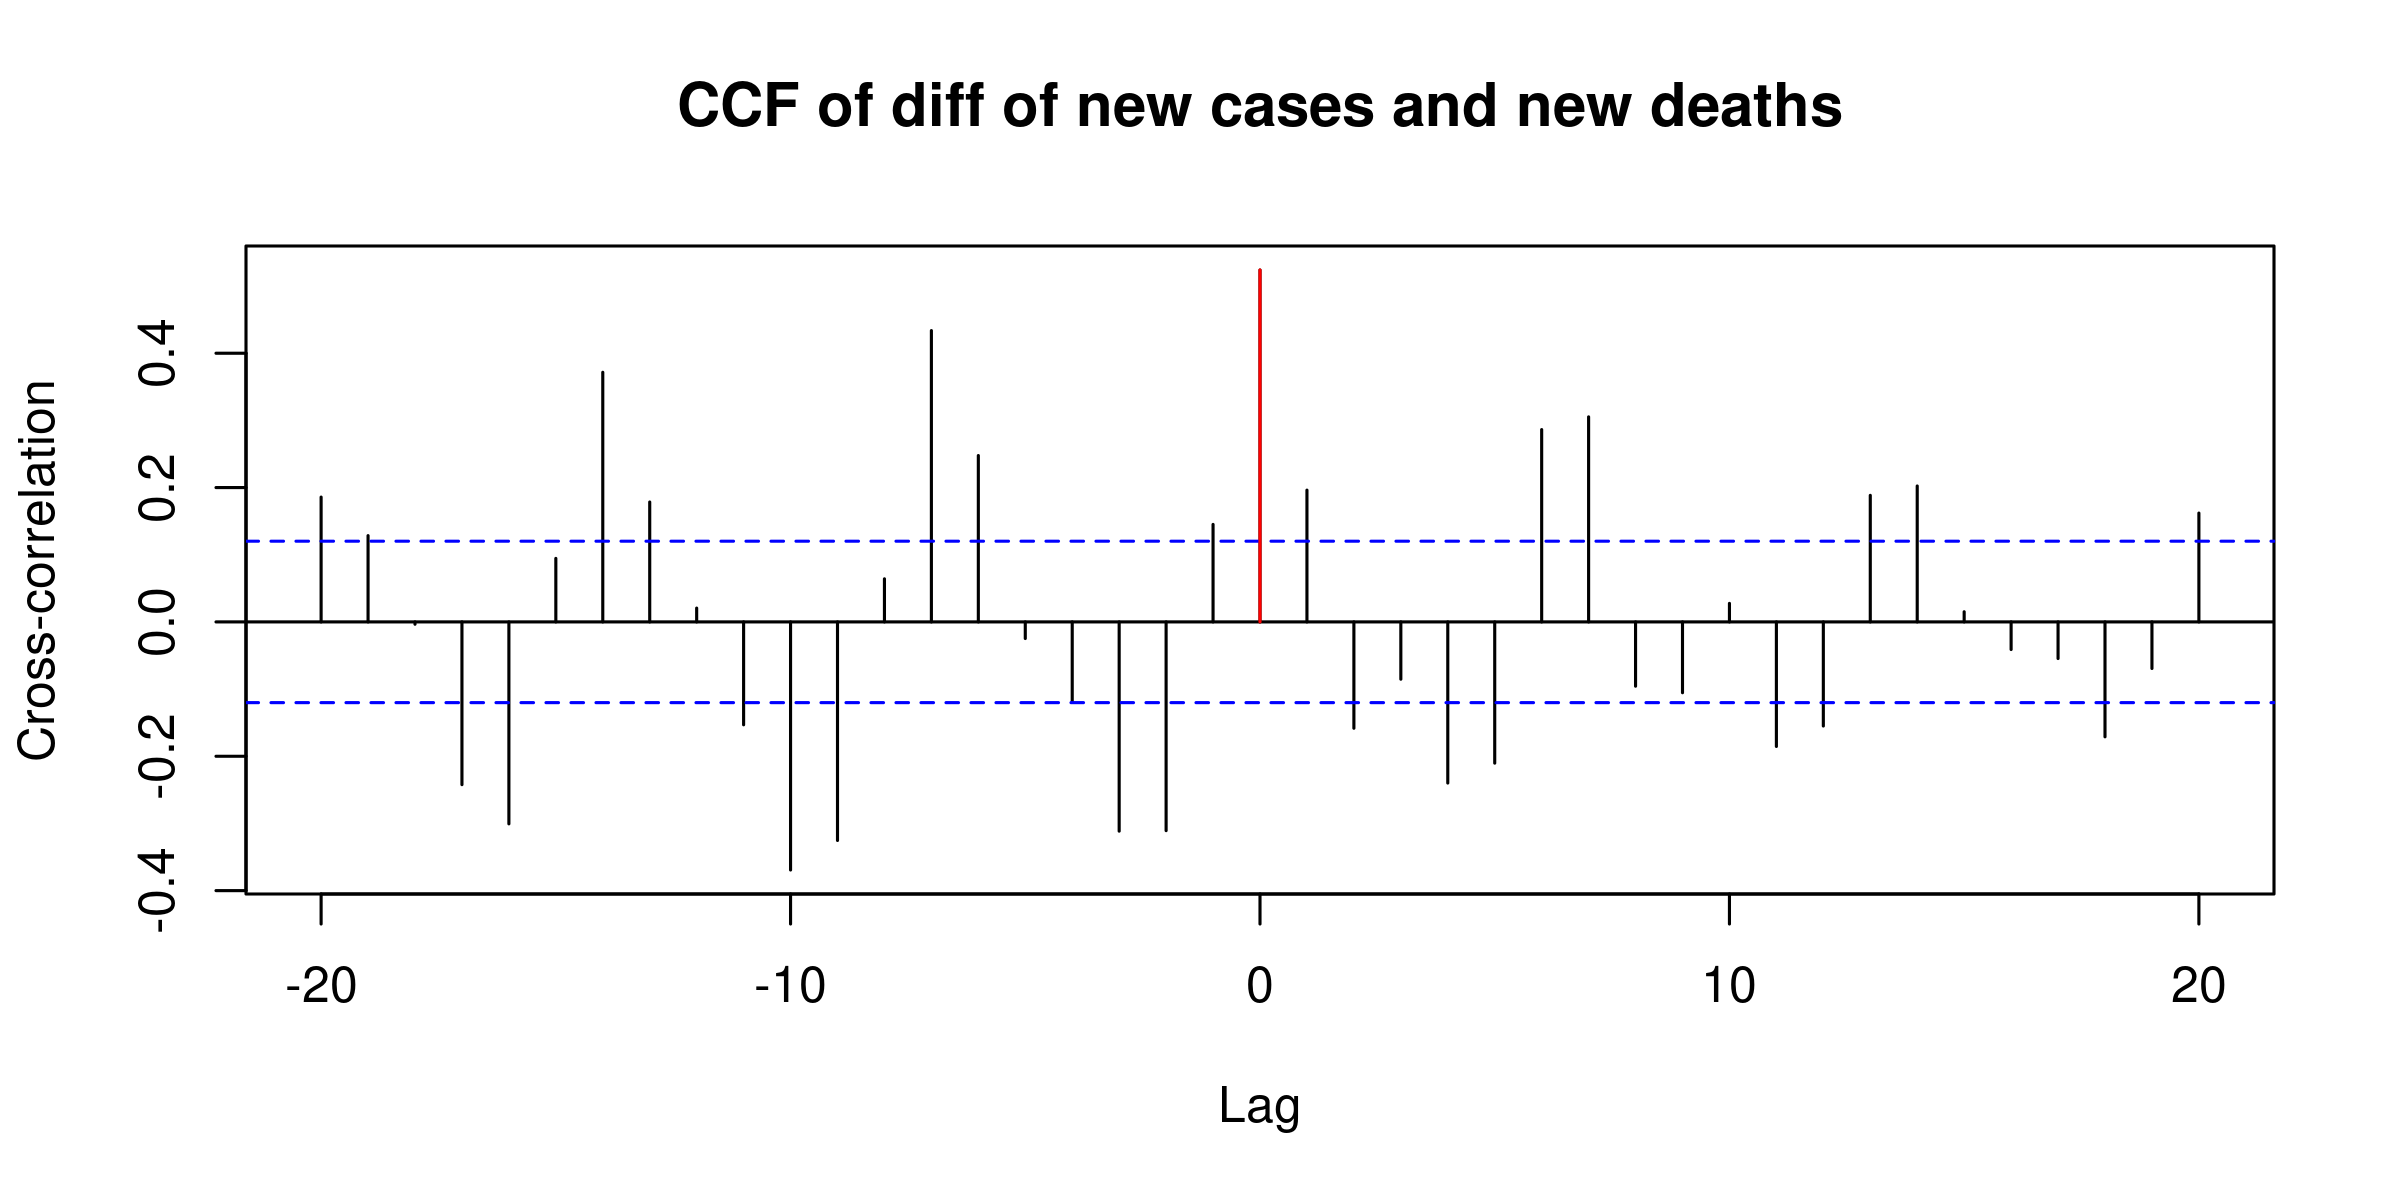 CCF of diff of new cases and new deaths
Cross-correlation
0.4
0.2
0.0
-0.2
-0.4
-20 -10 0 10 20
Lag